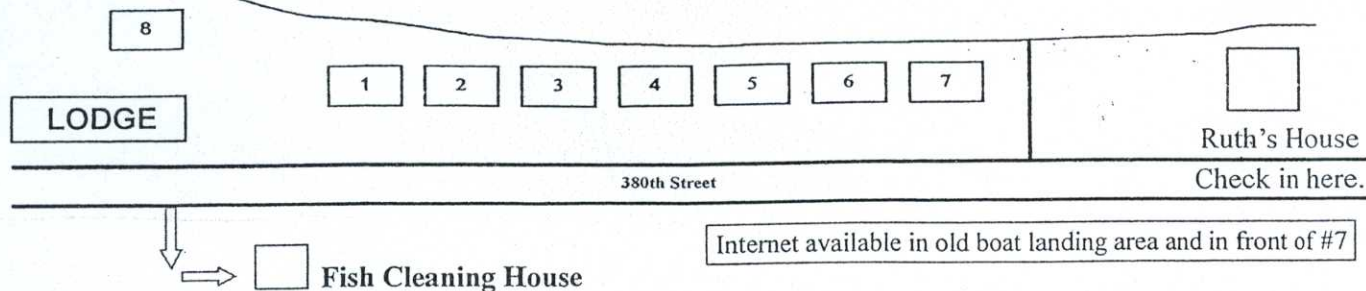 8
1 2 3 4 5 6 7
LODGE
Ruth's House
380th Street
Check in here.
Internet available in old boat landing area and in front of #7
Fish Cleaning House